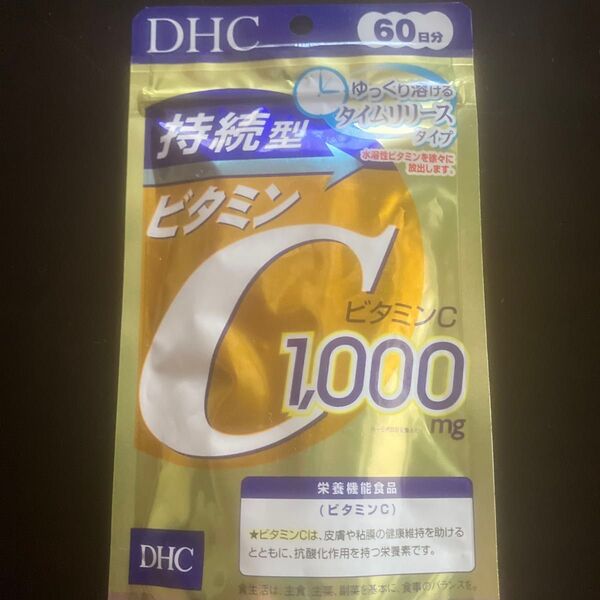 DHC
60日分
ゆっくり溶ける
タイムリリース
タイプ
水溶性ビタミンを徐々に
放出します。
持続型
ビタミン
C
ビタミンC
1,000
mg
栄養機能食品
(ビタミンC)
★ビタミンCは、皮膚や粘膜の健康維持を助ける
とともに、抗酸化作用を持つ栄養素です。
DHC
食生活は、主食、主菜、副菜を基本に、食事のバランスを。